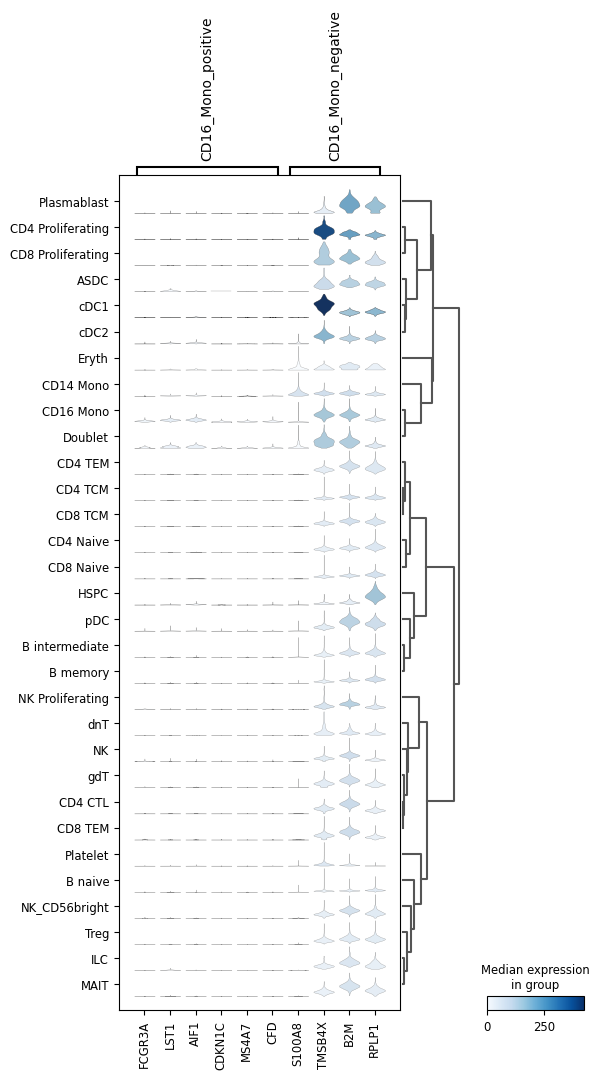 CD16_Mono_positive
CD16_Mono_negative
Plasmablast
CD4 Proliferating
CD8 Proliferating
ASDC
cDC1
cDC2
Eryth
CD14 Mono
CD16 Mono
Doublet
CD4 TEM
CD4 TCM
CD8 TCM
CD4 Naive
CD8 Naive
HSPC
pDC
B intermediate
B memory
NK Proliferating
dnT
NK
gdT
CD4 CTL
CD8 TEM
Platelet
B naive
NK_CD56bright
Treg
ILC
MAIT
FCGR3A
LST1
AIF1
CDKN1C
MS4A7
CFD
S100A8
TMSB4X
B2M
RPLP1
Median expression
in group
0 250